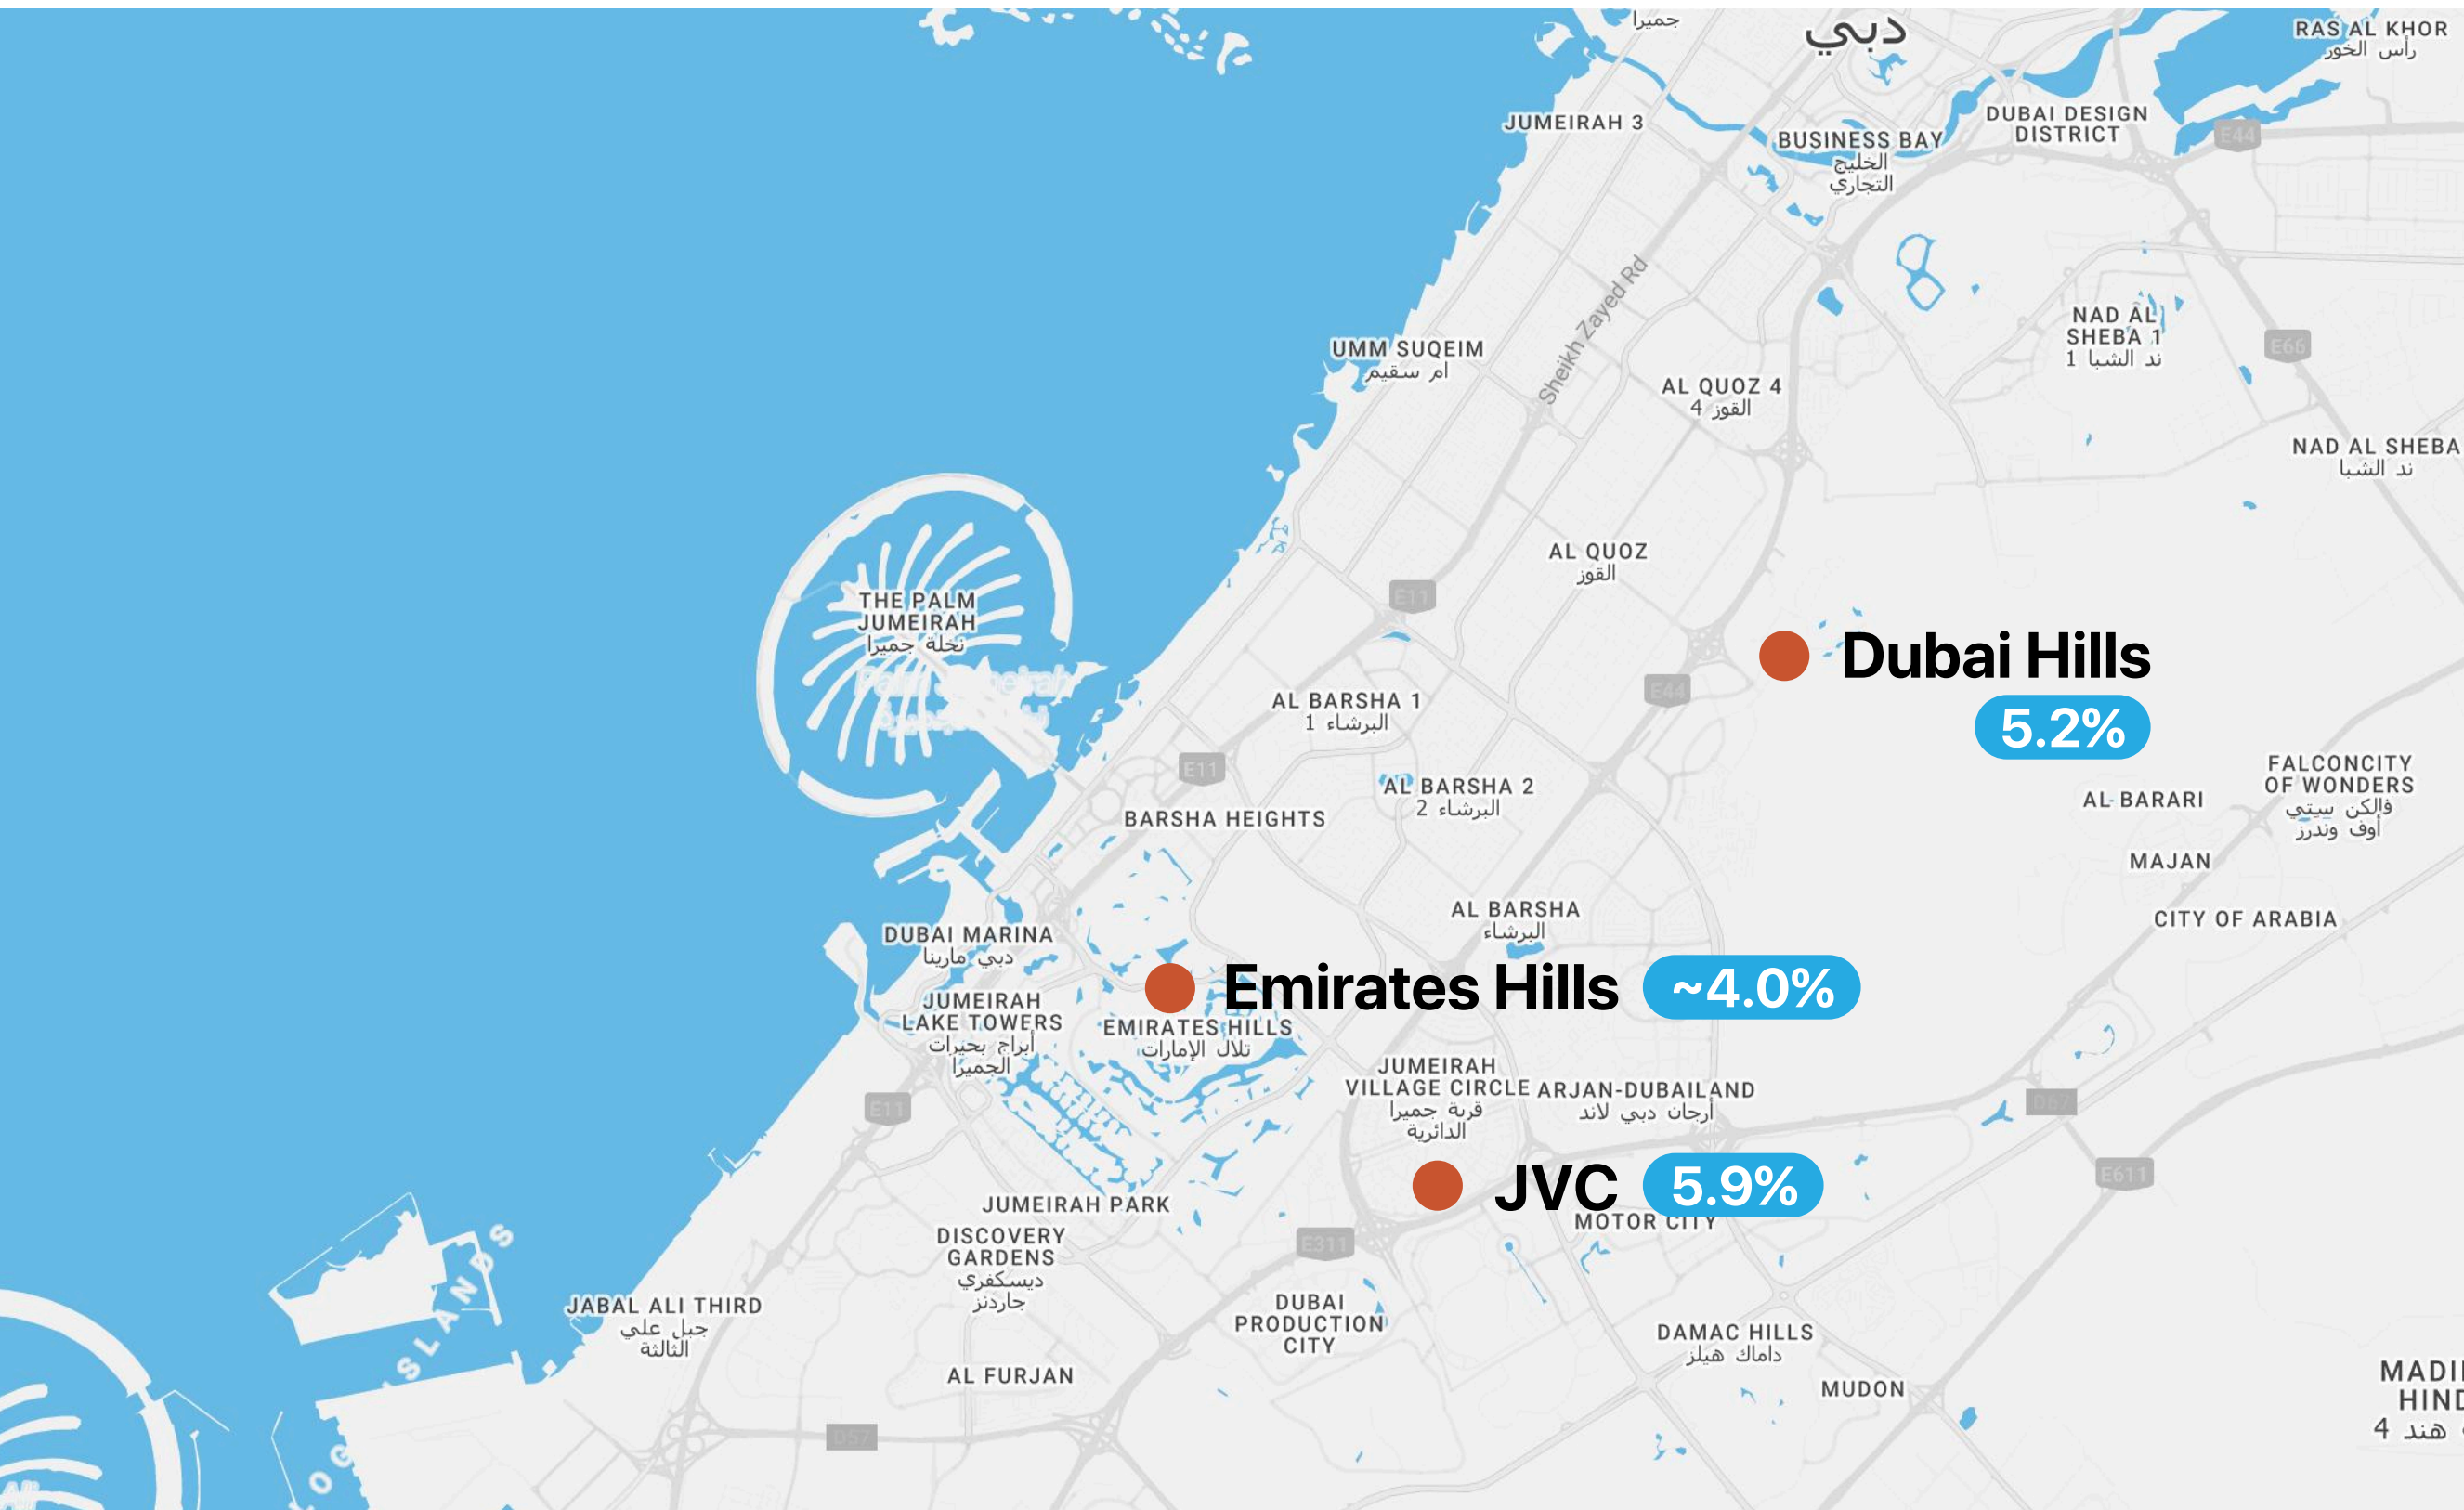 جميرا
دبي
RAS AL KHOR
رأس الخور
JUMEIRAH 3
DUBAI DESIGN
DISTRICT
E44
BUSINESS BAY
الخليج
التجاري
Sheikh Zayed Rd
NAD AL
SHEBA 1
ند الشبا 1
E66
UMM SUQEIM
ام سقيم
AL QUOZ 4
القوز 4
NAD AL SHEBA
ند الشبا
AL QUOZ
القوز
E11
THE PALM
JUMEIRAH
نخلة جميرا
Dubai Hills
5.2%
E44
AL BARSHA 1
البرشاء 1
E11
AL BARSHA 2
البرشاء 2
BARSHA HEIGHTS
FALCONCITY
OF WONDERS
فالكن سيتي
أوف وندرز
AL BARARI
MAJAN
CITY OF ARABIA
AL BARSHA
البرشاء
DUBAI MARINA
دبي مارينا
Emirates Hills
~4.0%
JUMEIRAH
LAKE TOWERS
أبراج بحيرات
الجميرا
EMIRATES HILLS
تلال الإمارات
JUMEIRAH
VILLAGE CIRCLE
قرية جميرا
الدائرية
ARJAN-DUBAILAND
أرجان دبي لاند
E11
D67
E611
JVC
5.9%
MOTOR CITY
JUMEIRAH PARK
DISCOVERY
GARDENS
ديسكفري
جاردنز
E311
JABAL ALI THIRD
جبل علي
الثالثة
DUBAI
PRODUCTION
CITY
DAMAC HILLS
داماك هيلز
AL FURJAN
MUDON
D57
هند 4